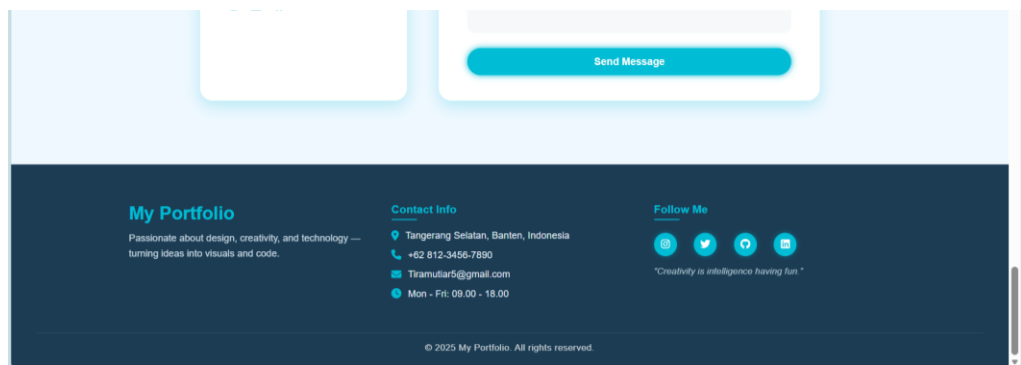 Send Message
My Portfolio
Passionate about design, creativity, and technology —
turning ideas into visuals and code.
Contact Info
Tangerang Selatan, Banten, Indonesia
+62 812-3456-7890
Tiramutiar5@gmail.com
Mon - Fri: 09.00 - 18.00
Follow Me
"Creativity is intelligence having fun."
© 2025 My Portfolio. All rights reserved.